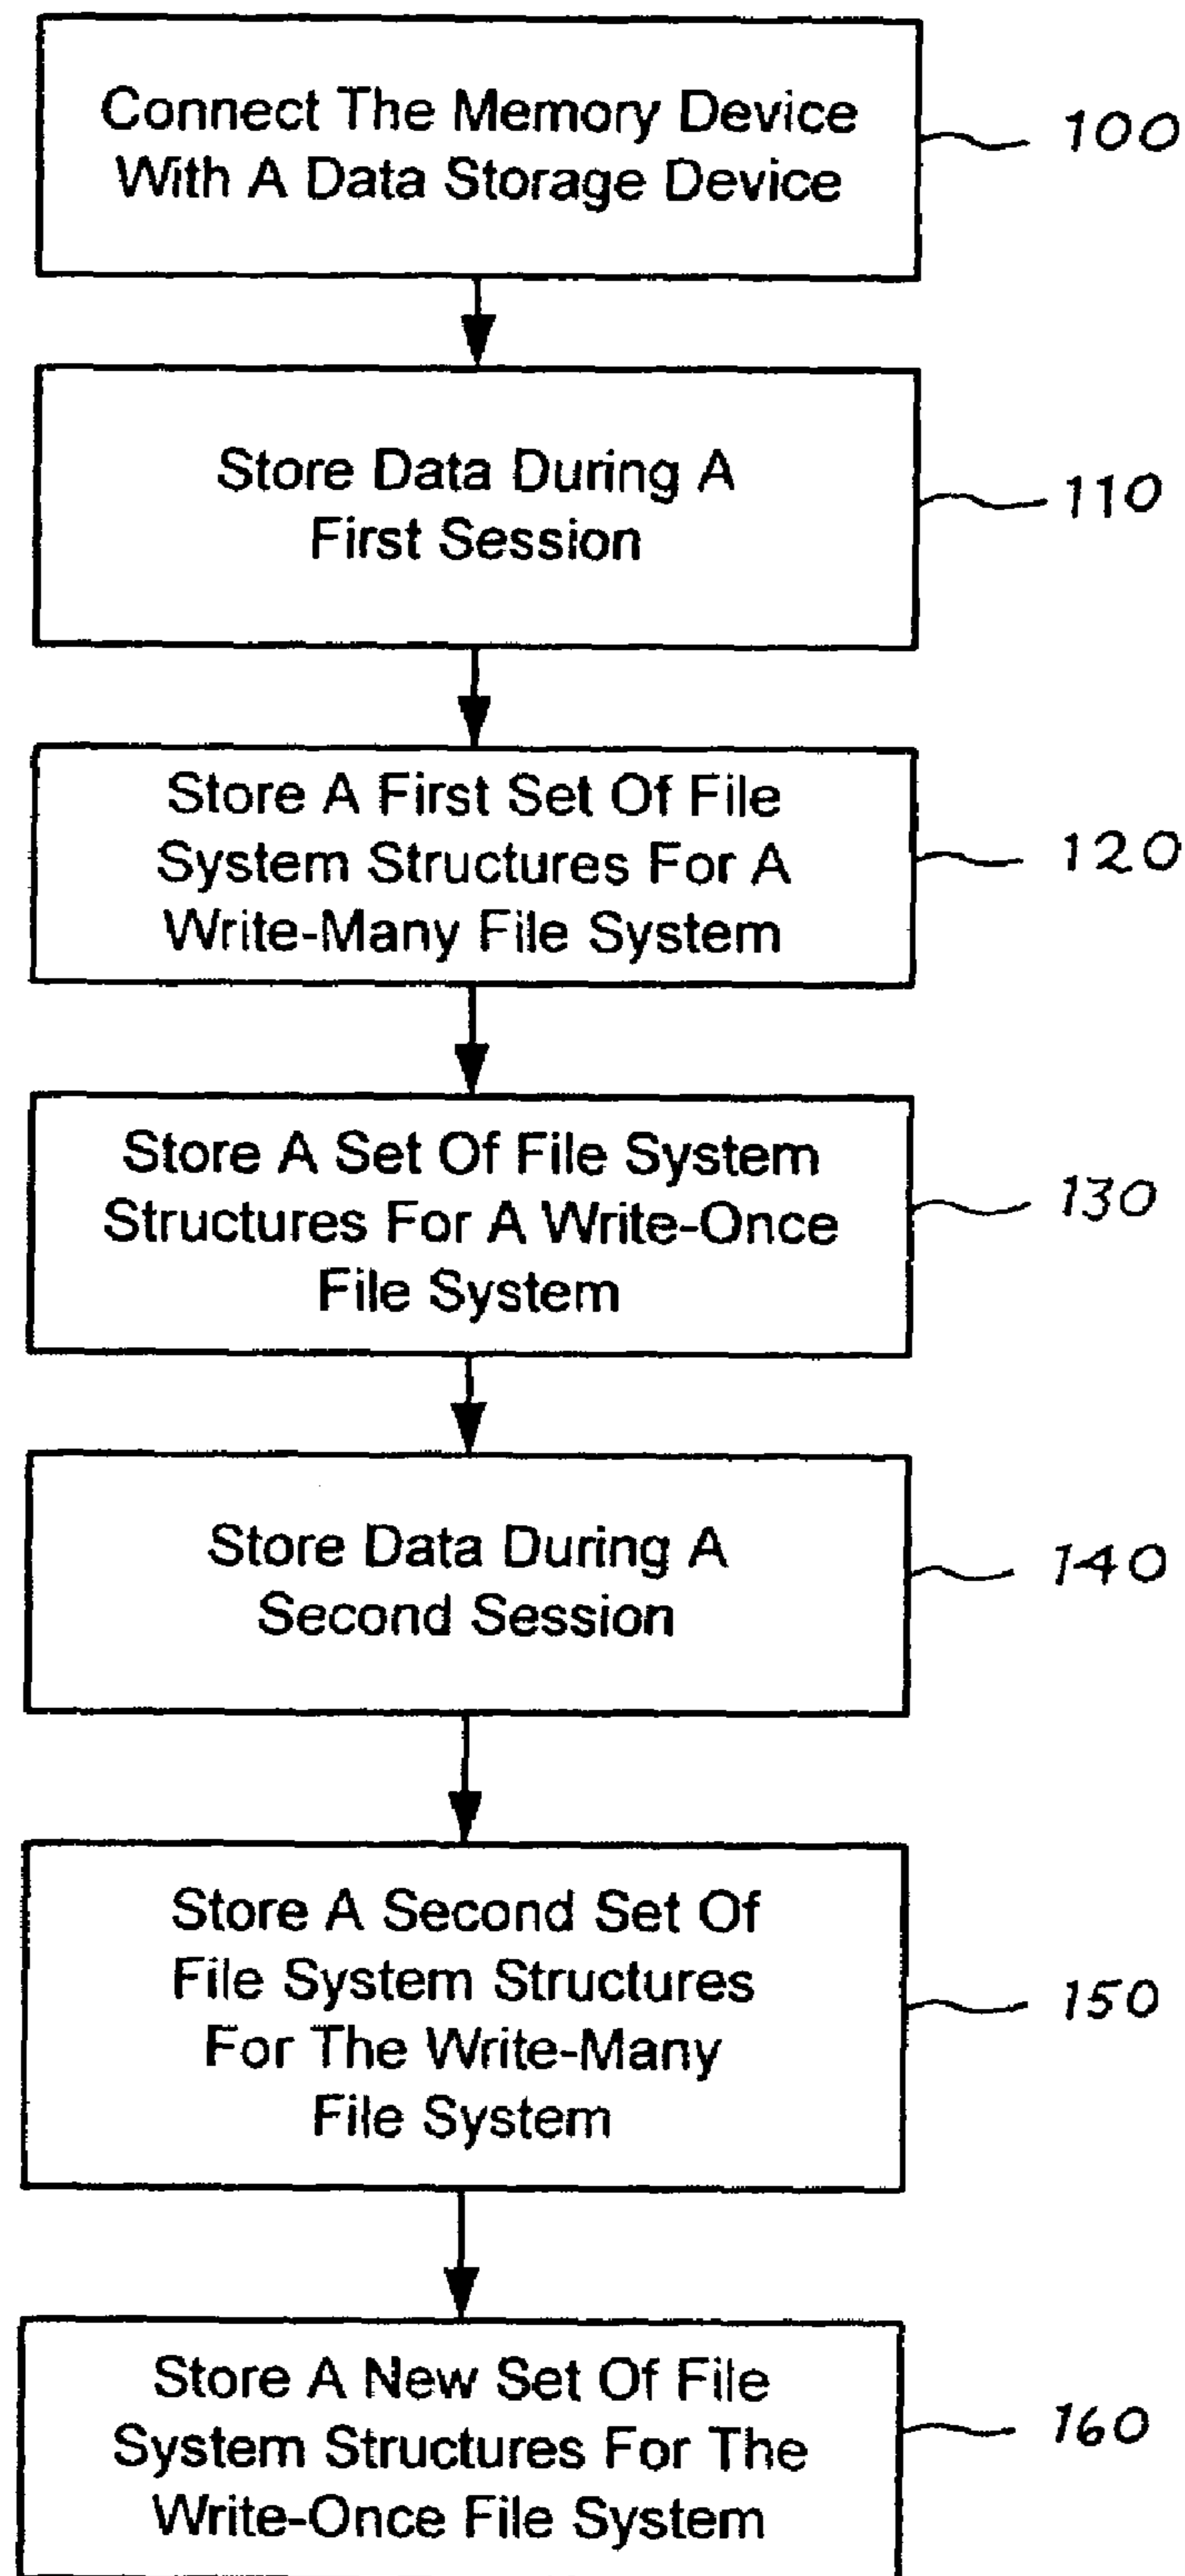 Connect The Memory Device
With A Data Storage Device
100
Store Data During A
First Session
110
Store A First Set Of File
System Structures For A
Write-Many File System
120
Store A Set Of File System
Structures For A Write-Once
File System
130
Store Data During A
Second Session
140
Store A Second Set Of
File System Structures
For The Write-Many
File System
150
Store A New Set Of File
System Structures For The
Write-Once File System
160